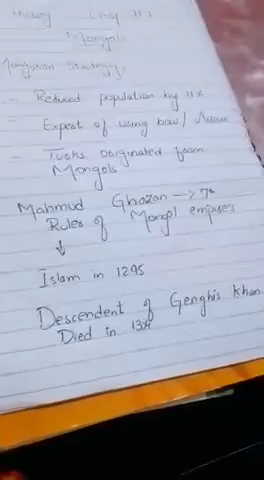 History Chap #1
Mongols
Mongolian Strategy:
- Reduced population by 11%
- Expert of using bow / Arrow
- Turks originated from
Mongols
Mahmud Ghazan → 7th
Ruler of Mongol empires
↓
Islam in 1295
Descendent of Genghis Khan
Died in 1304